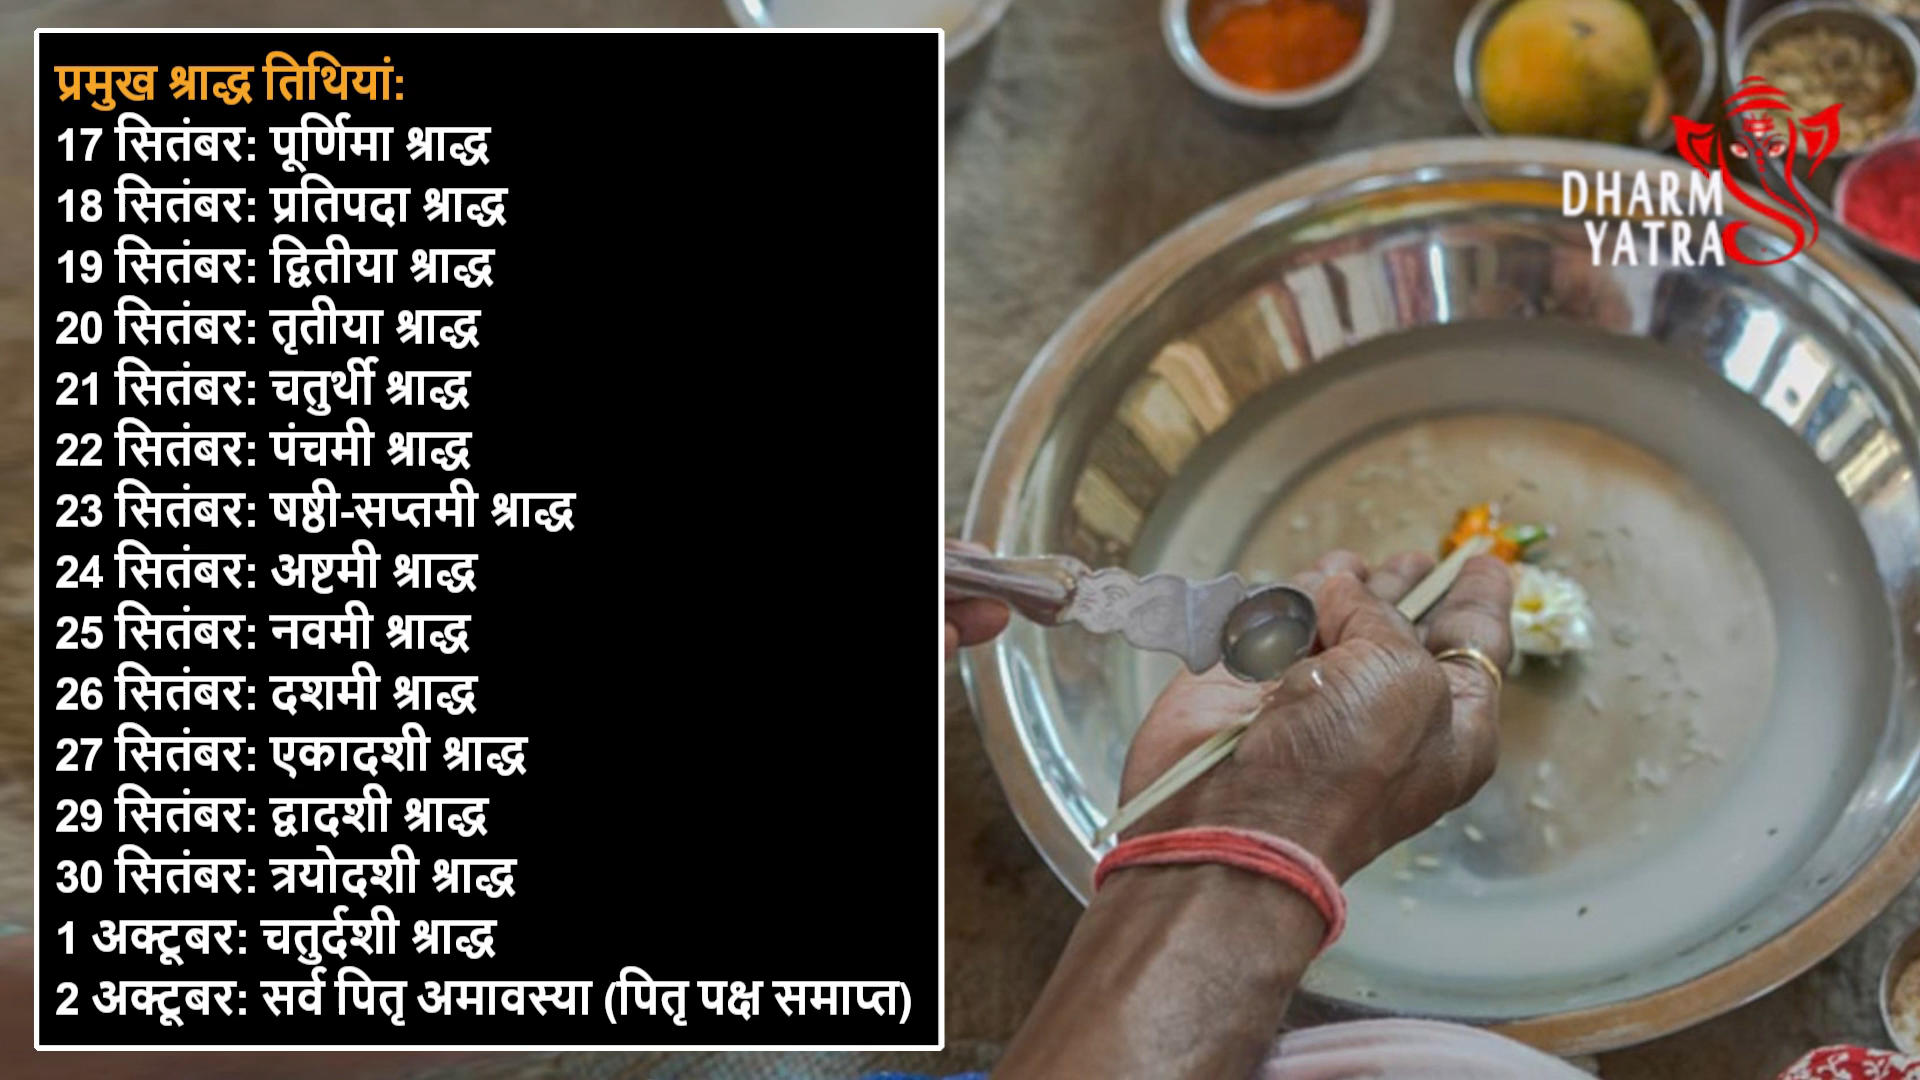 प्रमुख श्राद्ध तिथियां:
17 सितंबर: पूर्णिमा श्राद्ध
18 सितंबर: प्रतिपदा श्राद्ध
19 सितंबर: द्वितीया श्राद्ध
20 सितंबर: तृतीया श्राद्ध
21 सितंबर: चतुर्थी श्राद्ध
22 सितंबर: पंचमी श्राद्ध
23 सितंबर: षष्ठी-सप्तमी श्राद्ध
24 सितंबर: अष्टमी श्राद्ध
25 सितंबर: नवमी श्राद्ध
26 सितंबर: दशमी श्राद्ध
27 सितंबर: एकादशी श्राद्ध
29 सितंबर: द्वादशी श्राद्ध
30 सितंबर: त्रयोदशी श्राद्ध
1 अक्टूबर: चतुर्दशी श्राद्ध
2 अक्टूबर: सर्व पितृ अमावस्या (पितृ पक्ष समाप्त)
DHARM
YATRA